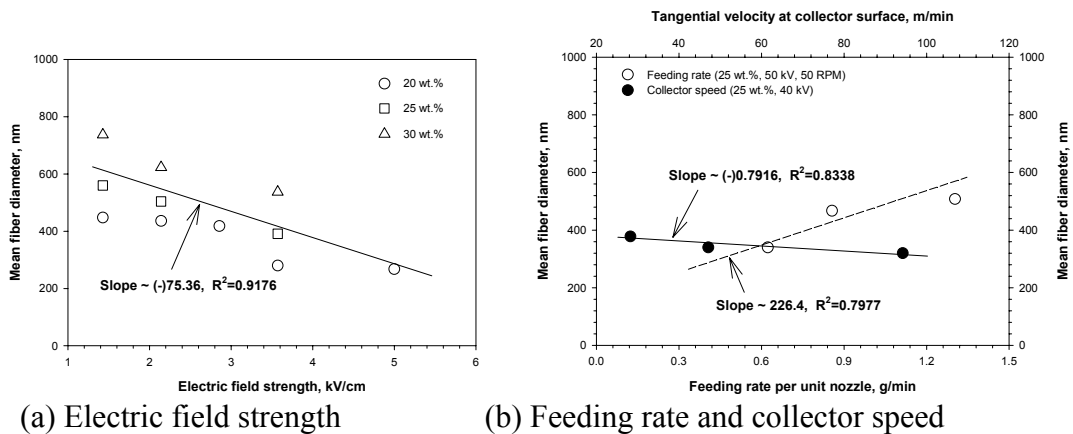 1000
800
600
400
200
0
Mean fiber diameter, nm
20 wt.%
25 wt.%
30 wt.%
Slope ~ (-)75.36, R²=0.9176
1 2 3 4 5 6
Electric field strength, kV/cm
(a) Electric field strength
Tangential velocity at collector surface, m/min
20 40 60 80 100 120
1000
800
600
400
200
0
Mean fiber diameter, nm
Feeding rate (25 wt.%, 50 kV, 50 RPM)
Collector speed (25 wt.%, 40 kV)
Slope ~ (-)0.7916, R²=0.8338
Slope ~ 226.4, R²=0.7977
1000
800
600
400
200
0
Mean fiber diameter, nm
0.0 0.3 0.6 0.9 1.2 1.5
Feeding rate per unit nozzle, g/min
(b) Feeding rate and collector speed